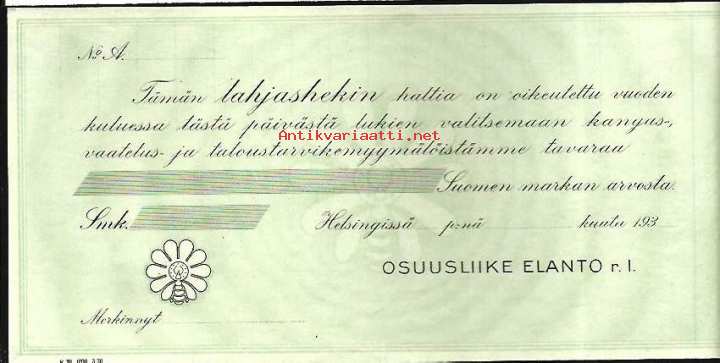 No A.
Tämän lahjashekin haltia on oikeutettu vuoden
kuluessa tästä päivästä lukien valitsemaan kangas-,
Antikvariaatti.net
vaatetus- ja taloustarvikemyymälöistämme tavaraa
Suomen markan arvosta.
Smk. Helsingissä p:nä kuulu 193
OSUUSLIIKE ELANTO r. l.
Merkinnyt